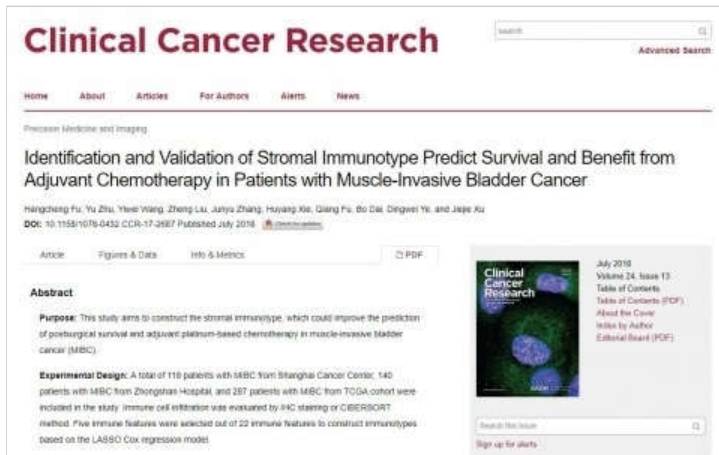 Clinical Cancer Research
search
Advanced Search
Home About Articles For Authors Alerts News
Precision Medicine and Imaging
Identification and Validation of Stromal Immunotype Predict Survival and Benefit from
Adjuvant Chemotherapy in Patients with Muscle-Invasive Bladder Cancer
Hangcheng Fu, Yu Zhu, Yiwei Wang, Zheng Liu, Junyu Zhang, Huyang Xie, Qiang Fu, Bo Dai, Dingwei Ye, and Jiejie Xu
DOI: 10.1158/1078-0432.CCR-17-2687 Published July 2018 Check for updates
Article Figures & Data Info & Metrics PDF
Abstract
Purpose: This study aims to construct the stromal immunotype, which could improve the prediction
of postsurgical survival and adjuvant platinum-based chemotherapy in muscle-invasive bladder
cancer (MIBC).
Experimental Design: A total of 118 patients with MIBC from Shanghai Cancer Center, 140
patients with MIBC from Zhongshan Hospital, and 287 patients with MIBC from TCGA cohort were
included in the study. Immune cell infiltration was evaluated by IHC staining or CIBERSORT
method. Five immune features were selected out of 22 immune features to construct immunotypes
based on the LASSO Cox regression model.
Clinical
Cancer
Research
July 2018
Volume 24, Issue 13
Table of Contents
Table of Contents (PDF)
About the Cover
Index by Author
Editorial Board (PDF)
Search this issue
Sign up for alerts